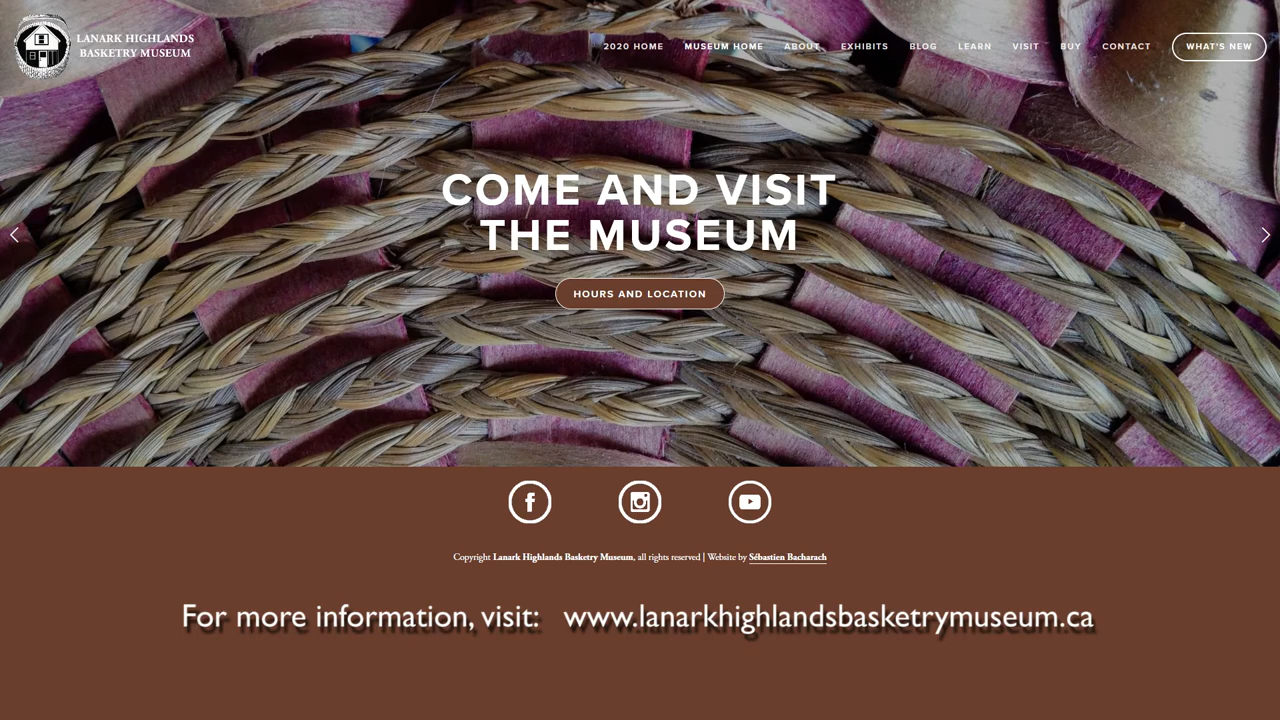 LANARK HIGHLANDS
BASKETRY MUSEUM
2020 HOME MUSEUM HOME ABOUT EXHIBITS BLOG LEARN VISIT BUY CONTACT WHAT'S NEW
COME AND VISIT
THE MUSEUM
HOURS AND LOCATION
Copyright Lanark Highlands Basketry Museum, all rights reserved | Website by Sébastien Bacharach
For more information, visit: www.lanarkhighlandsbasketrymuseum.ca